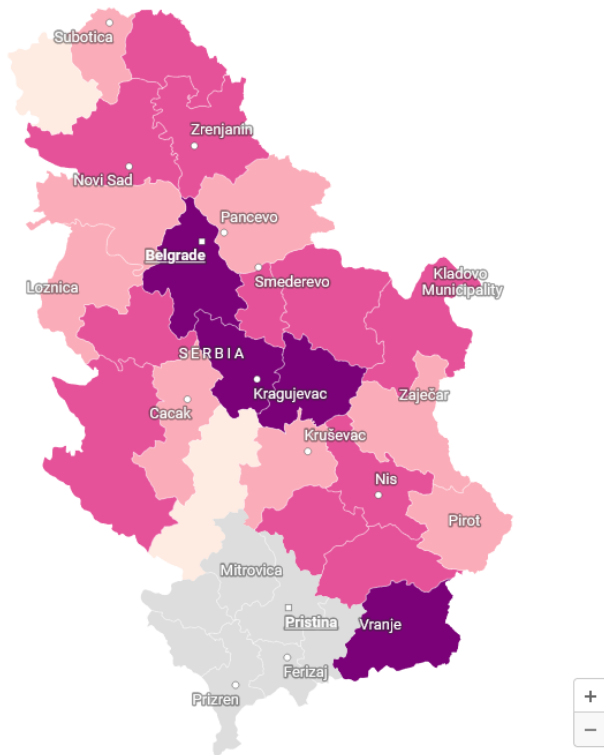 Subotica
Zrenjanin
Novi Sad
Pancevo
Belgrade
Smederevo
Kladovo
Municipality
Loznica
SERBIA
Kragujevac
Zaječar
Cacak
Kruševac
Nis
Pirot
Mitrovica
Pristina
Vranje
Ferizaj
Prizren
+
−